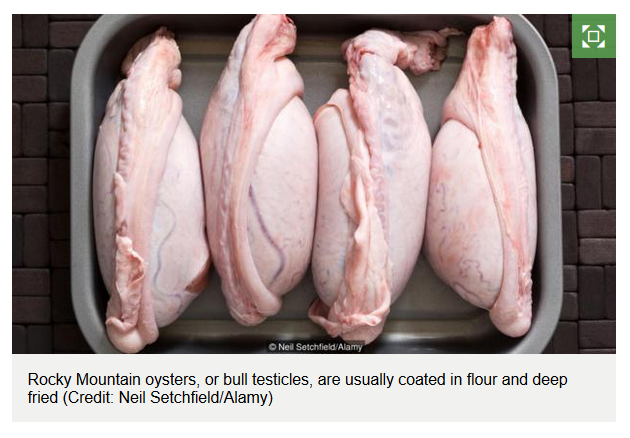 © Neil Setchfield/Alamy
Rocky Mountain oysters, or bull testicles, are usually coated in flour and deep
fried (Credit: Neil Setchfield/Alamy)